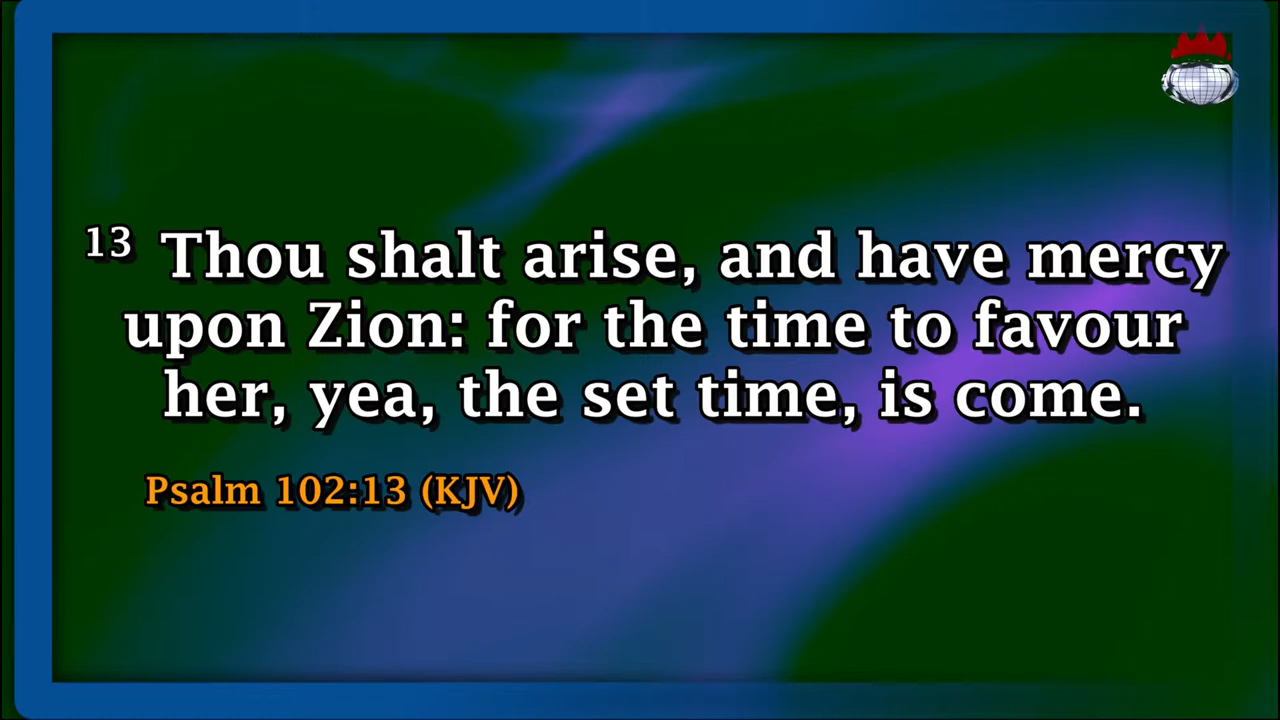 13 Thou shalt arise, and have mercy
upon Zion: for the time to favour
her, yea, the set time, is come.
Psalm 102:13 (KJV)